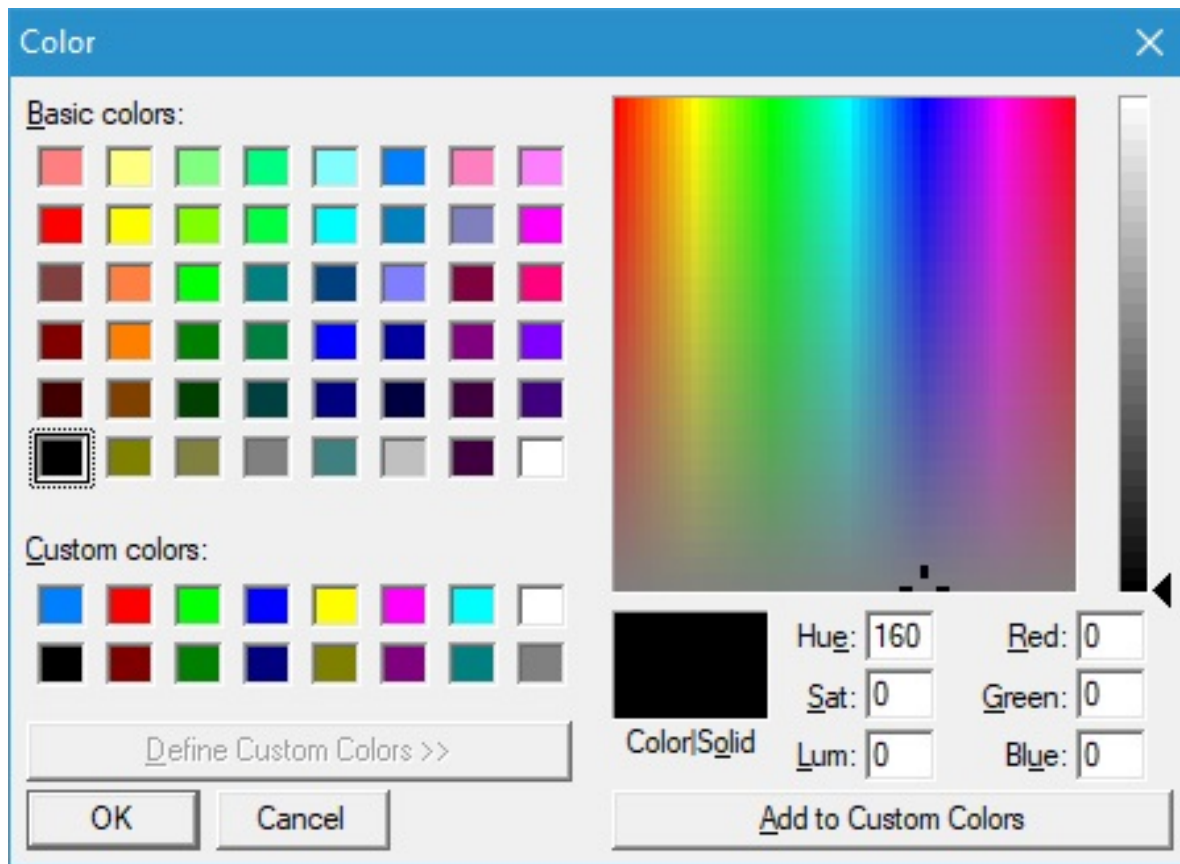 Color
Basic colors:
Custom colors:
Define Custom Colors >>
OK Cancel
Color|Solid
Hue: 160 Red: 0
Sat: 0 Green: 0
Lum: 0 Blue: 0
Add to Custom Colors